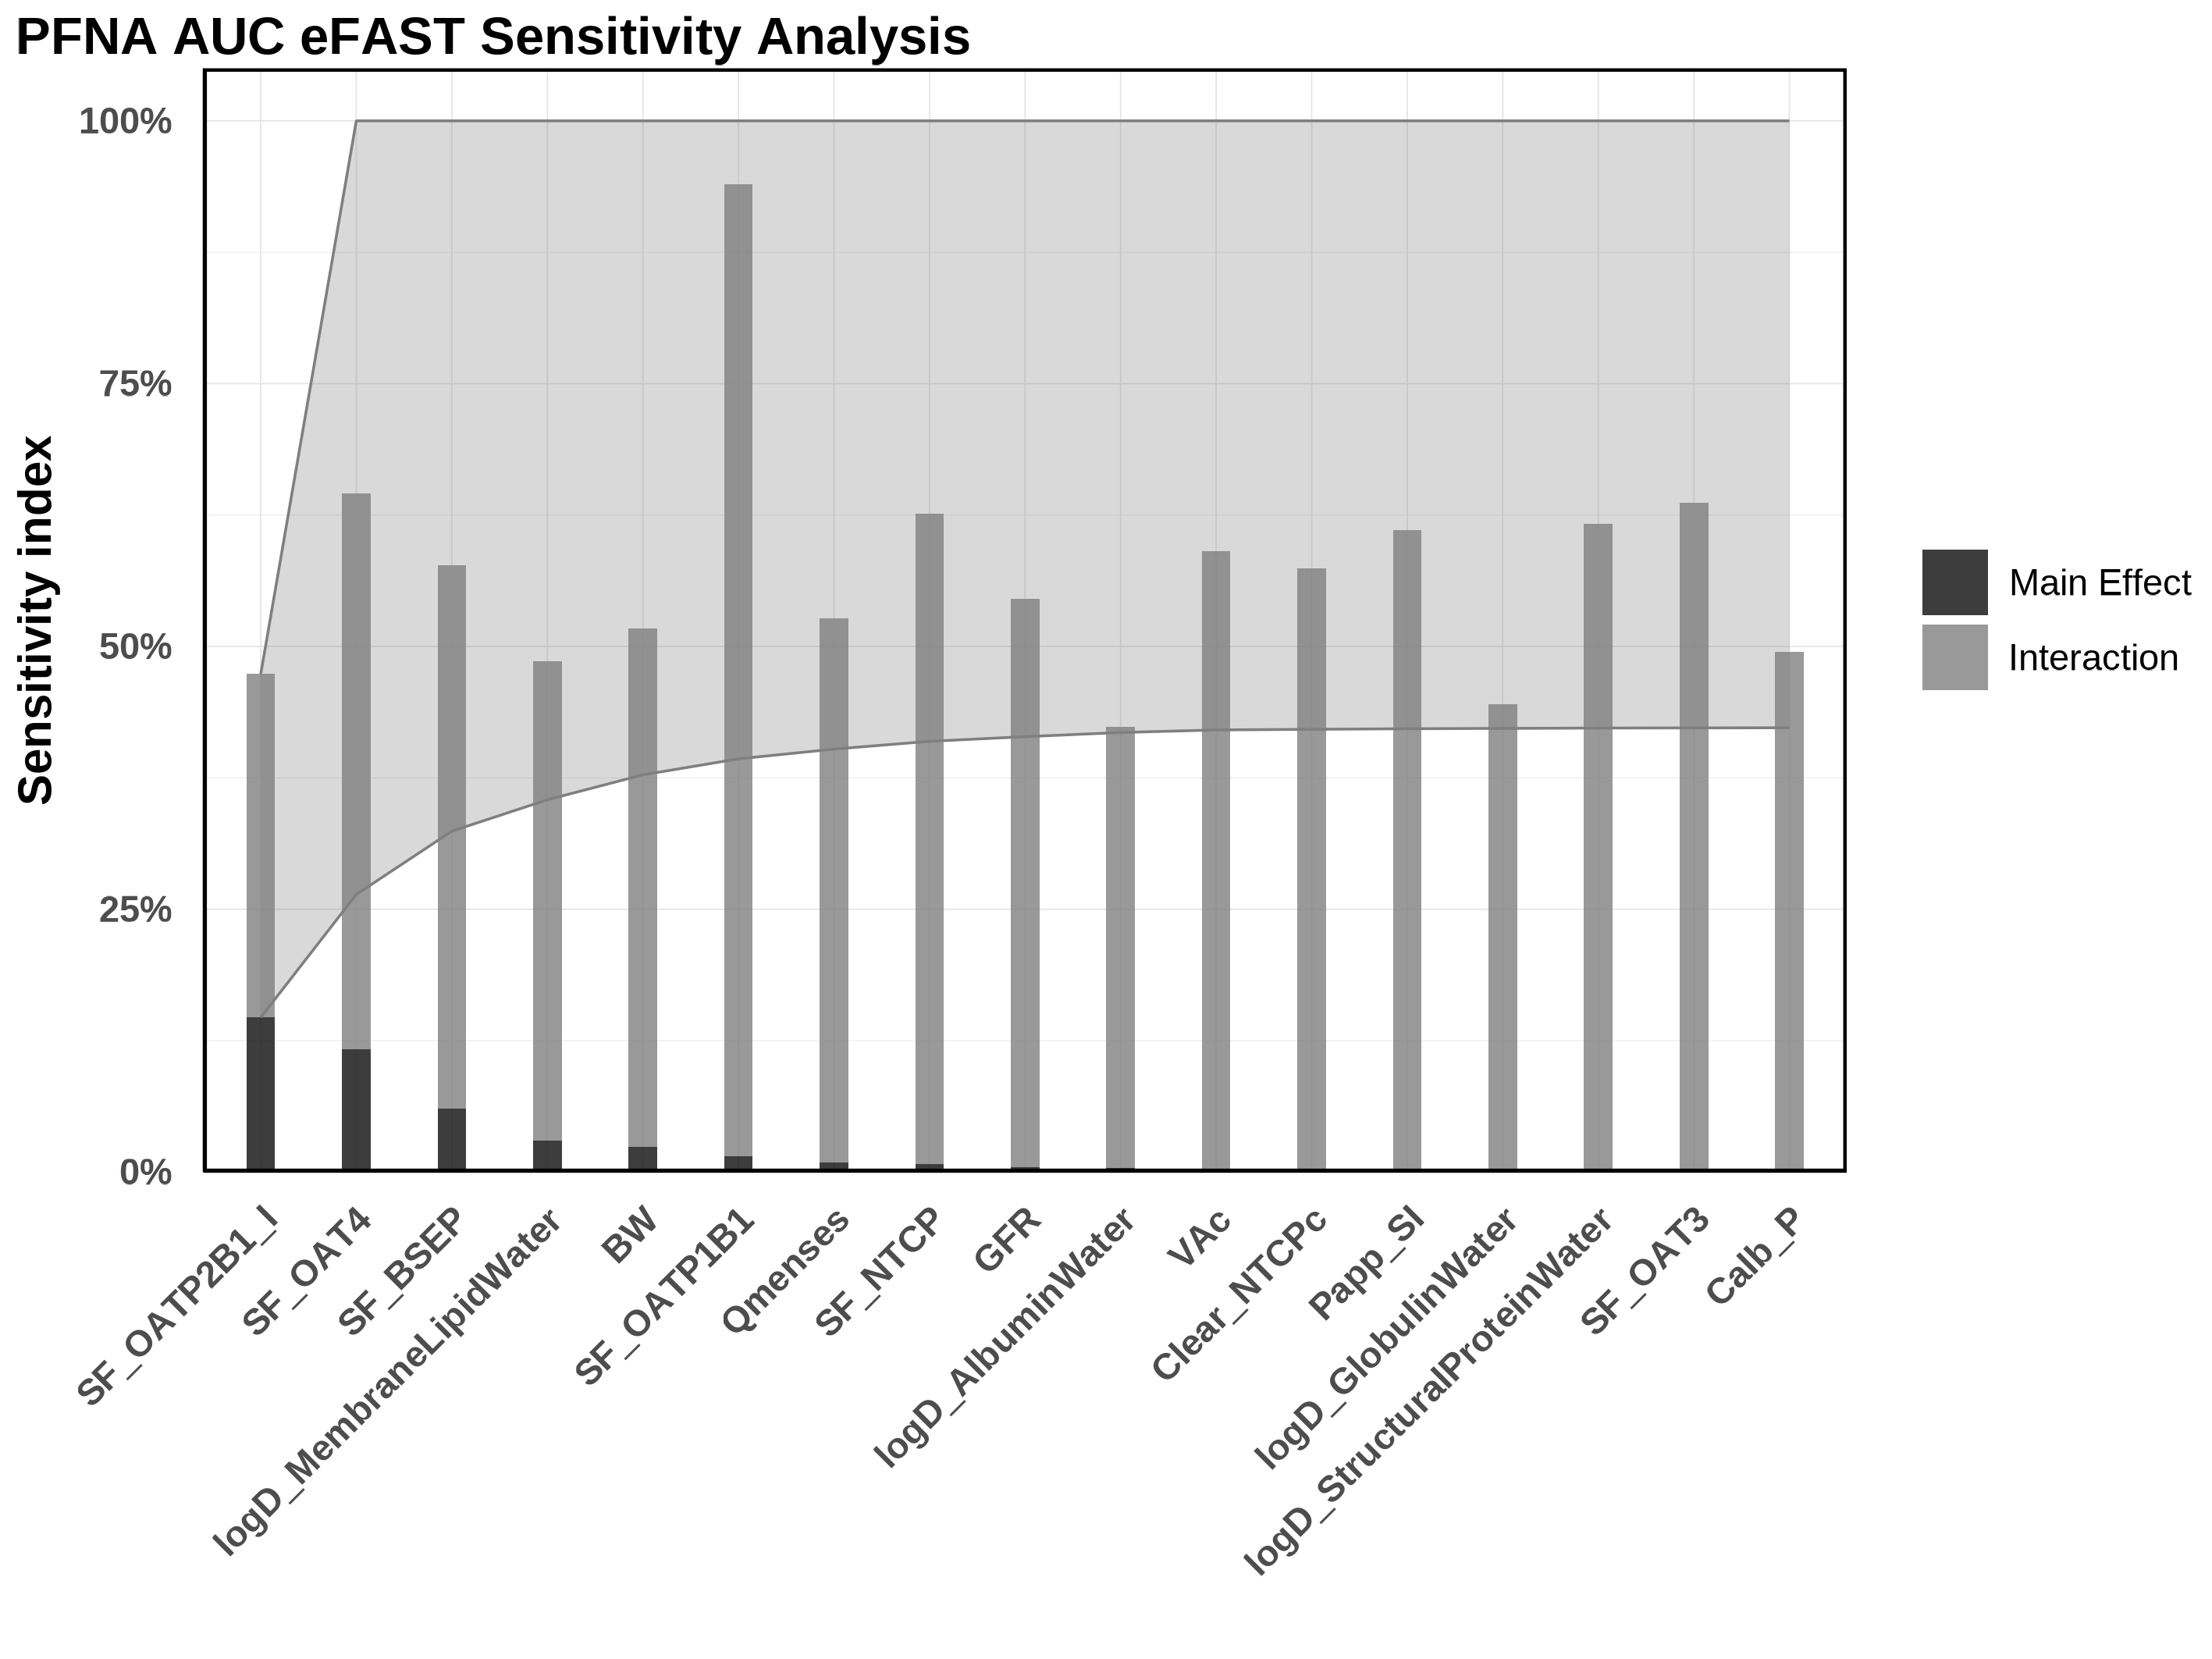 PFNA AUC eFAST Sensitivity Analysis
Sensitivity index
100%
75%
50%
25%
0%
SF_OATP2B1_I
SF_OAT4
SF_BSEP
logD_MembraneLipidWater
BW
SF_OATP1B1
Qmenses
SF_NTCP
GFR
logD_AlbuminWater
VAc
Clear_NTCPc
Papp_SI
logD_GlobulinWater
logD_StructuralProteinWater
SF_OAT3
Calb_P
Main Effect
Interaction